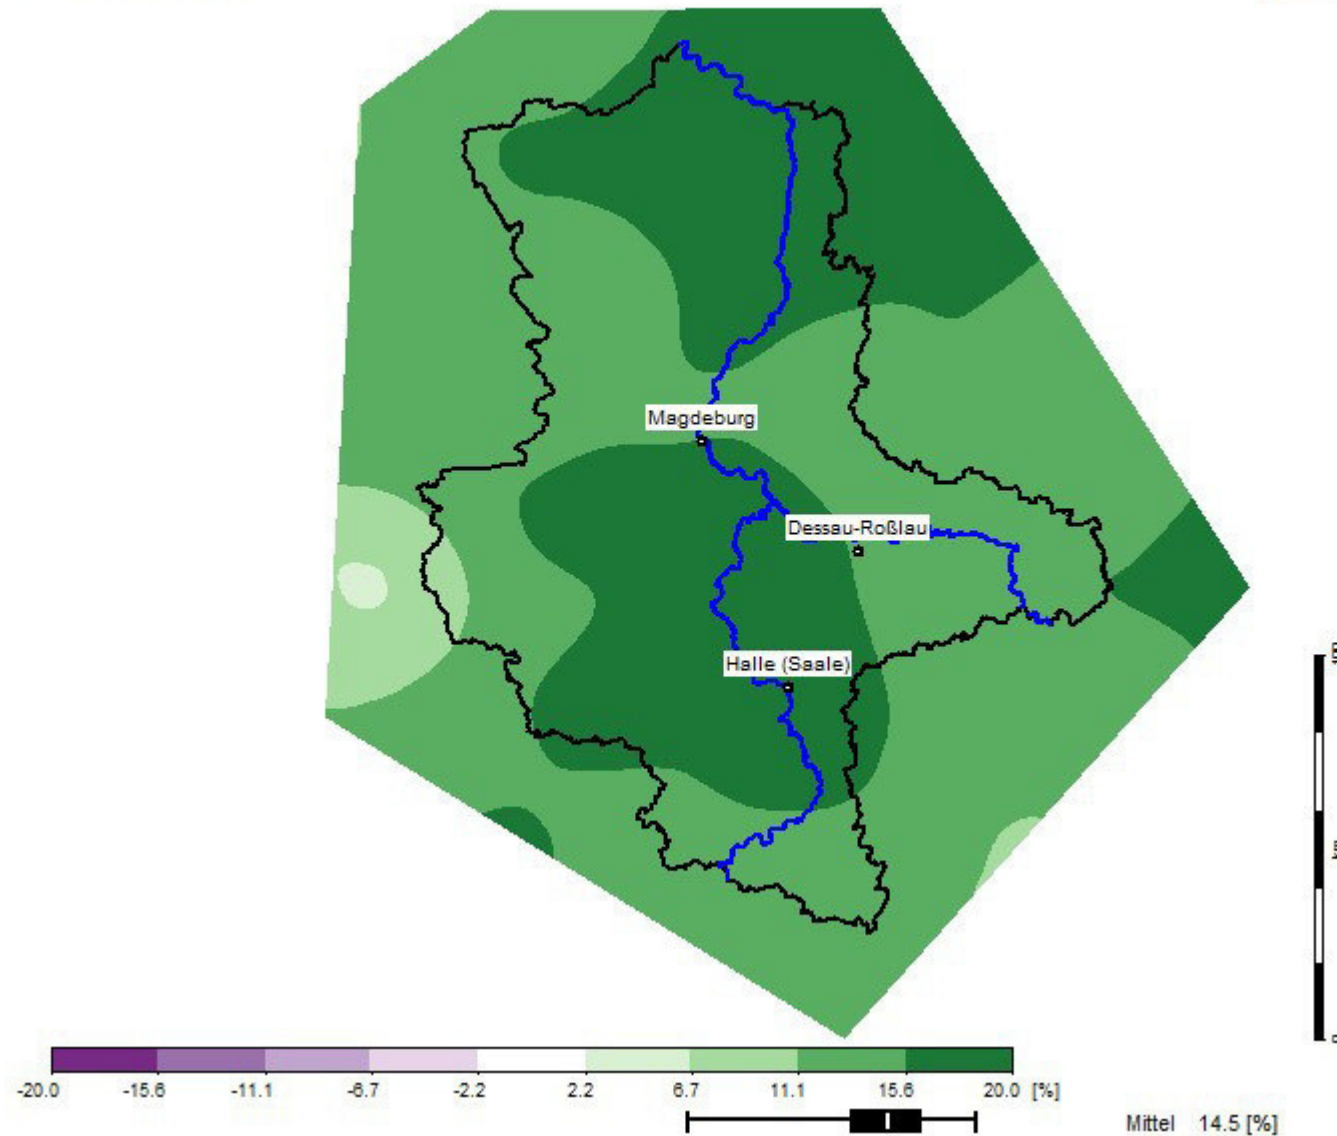 Magdeburg
Dessau-Roßlau
Halle (Saale)
-20.0 -15.6 -11.1 -6.7 -2.2 2.2 6.7 11.1 15.6 20.0 [%]
Mittel 14.5 [%]